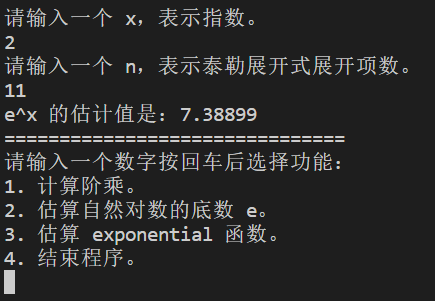 请输入一个 x，表示指数。
2
请输入一个 n，表示泰勒展开式展开项数。
11
e^x 的估计值是：7.38899
===============================
请输入一个数字按回车后选择功能：
1. 计算阶乘。
2. 估算自然对数的底数 e。
3. 估算 exponential 函数。
4. 结束程序。